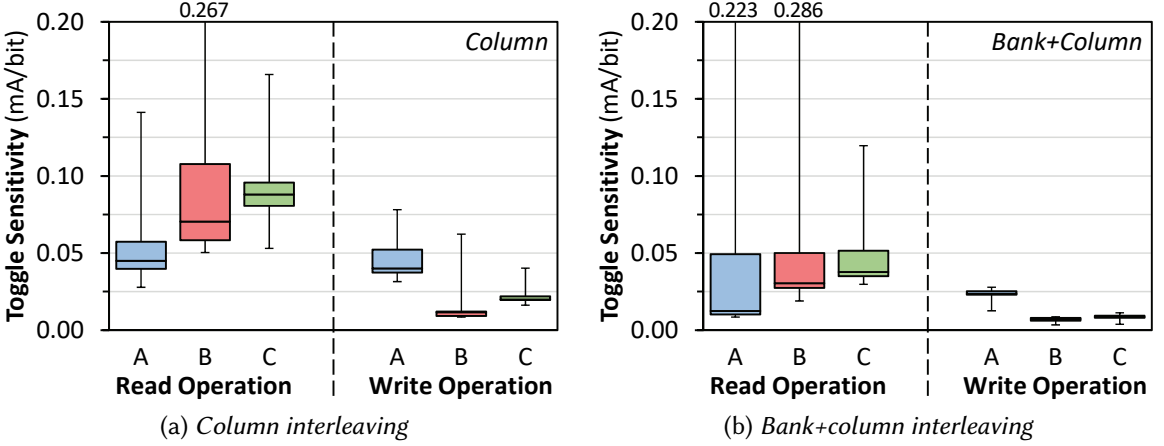 0.267
0.20
0.15
0.10
0.05
0.00
Toggle Sensitivity (mA/bit)
Column
A B C A B C
Read Operation Write Operation
(a) Column interleaving
0.223 0.286
0.20
0.15
0.10
0.05
0.00
Toggle Sensitivity (mA/bit)
Bank+Column
A B C A B C
Read Operation Write Operation
(b) Bank+column interleaving